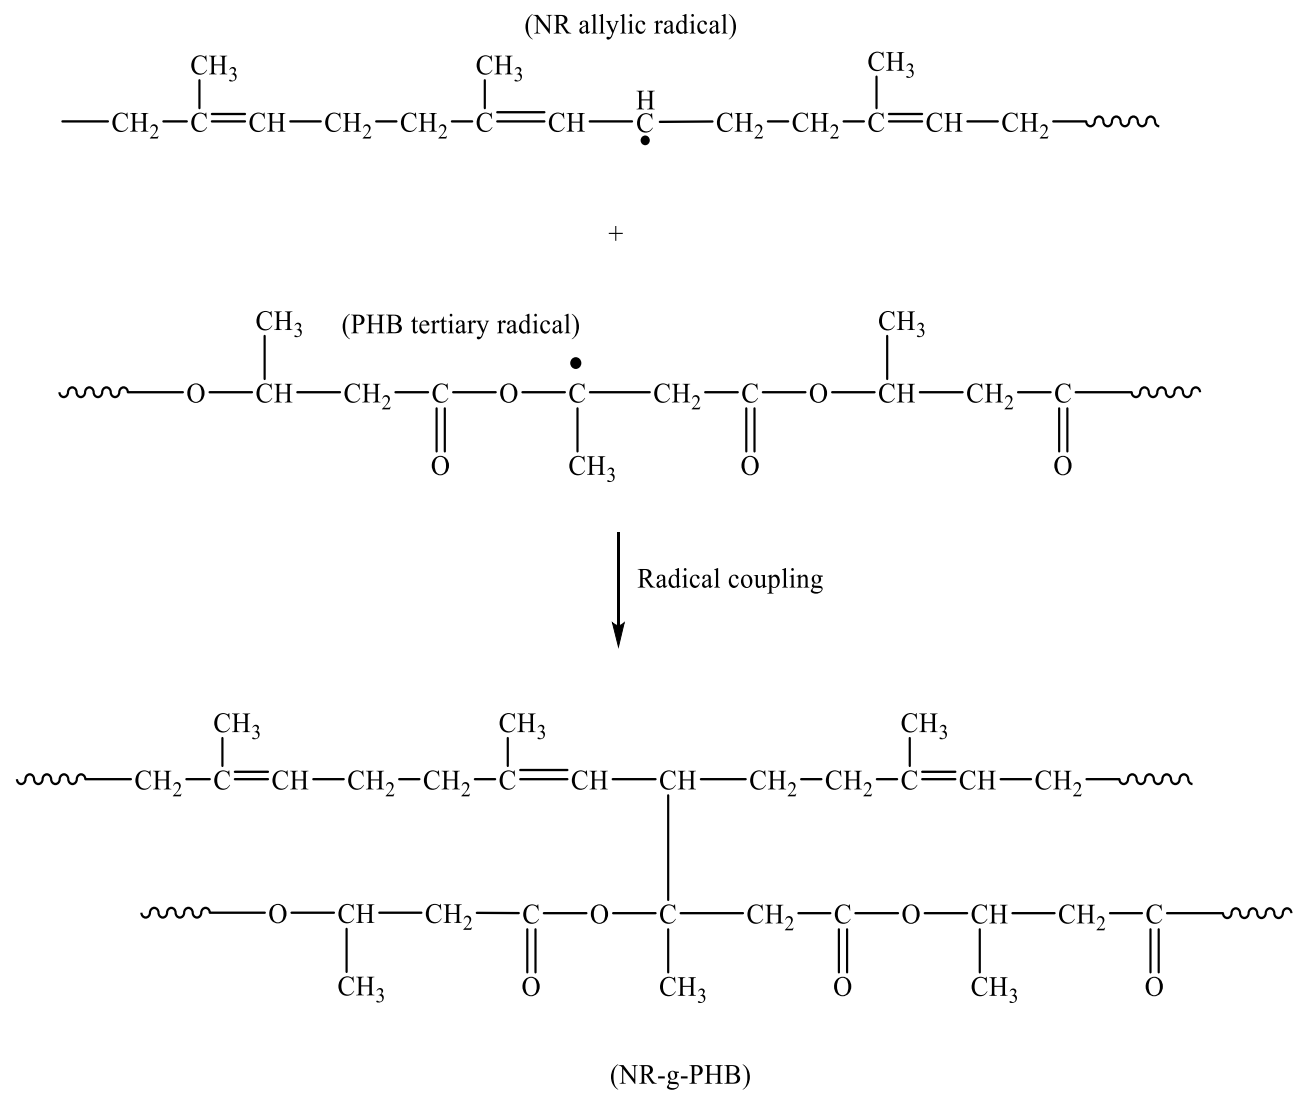 (NR allylic radical)
CH₃ CH₃ CH₃
H
CH₂ C CH CH₂ CH₂ C CH C CH₂ CH₂ C CH CH₂
+
CH₃ (PHB tertiary radical) CH₃
O CH CH₂ C O C CH₂ C O CH CH₂ C
O CH₃ O O
Radical coupling
CH₃ CH₃ CH₃
CH₂ C CH CH₂ CH₂ C CH CH CH₂ CH₂ C CH CH₂
O CH CH₂ C O C CH₂ C O CH CH₂ C
CH₃ O CH₃ O CH₃ O
(NR-g-PHB)